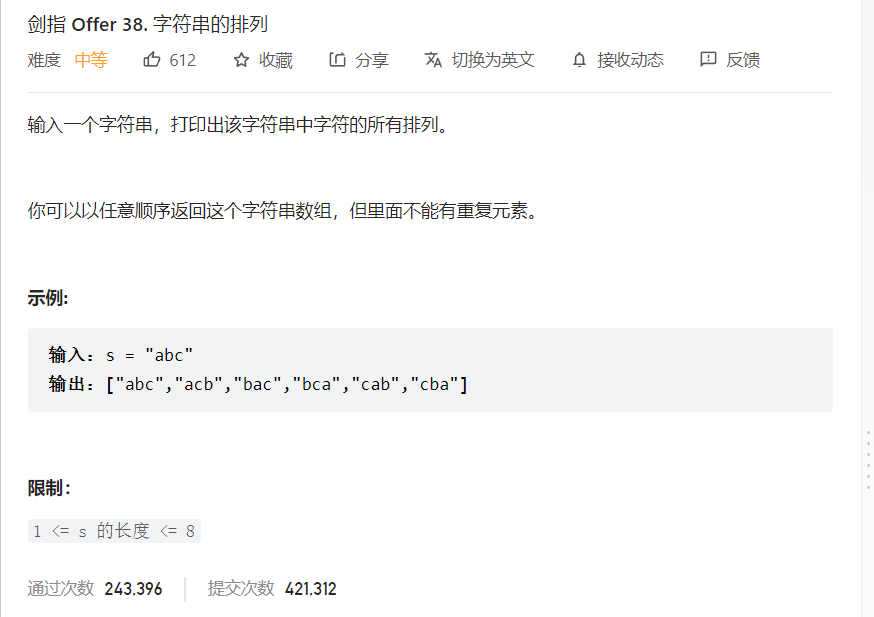 剑指 Offer 38. 字符串的排列
难度 中等 612 收藏 分享 切换为英文 接收动态 反馈
输入一个字符串，打印出该字符串中字符的所有排列。
你可以以任意顺序返回这个字符串数组，但里面不能有重复元素。
示例:
输入：s = "abc"
输出：["abc","acb","bac","bca","cab","cba"]
限制：
1 <= s 的长度 <= 8
通过次数 243,396 提交次数 421,312